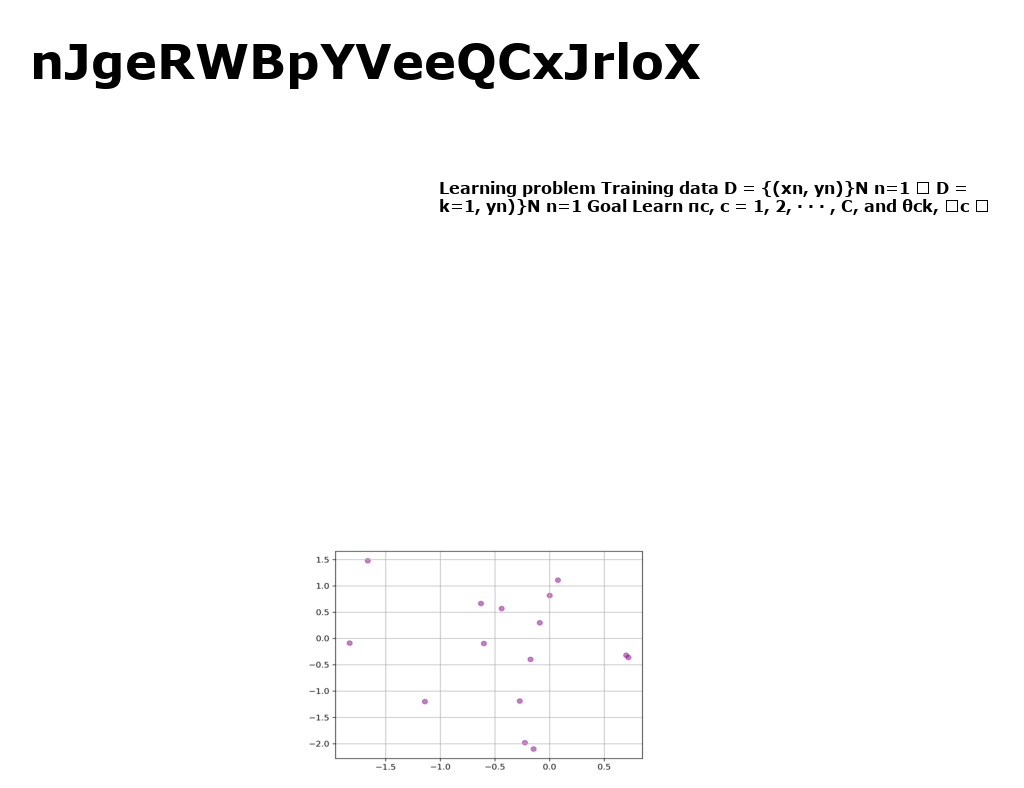 nJgeRWBpYVeeQCxJrloX
Learning problem Training data D = {(xn, yn)}N n=1 □ D =
k=1, yn)}N n=1 Goal Learn πc, c = 1, 2, · · · , C, and θck, □c □
1.5
1.0
0.5
0.0
−0.5
−1.0
−1.5
−2.0
−1.5 −1.0 −0.5 0.0 0.5